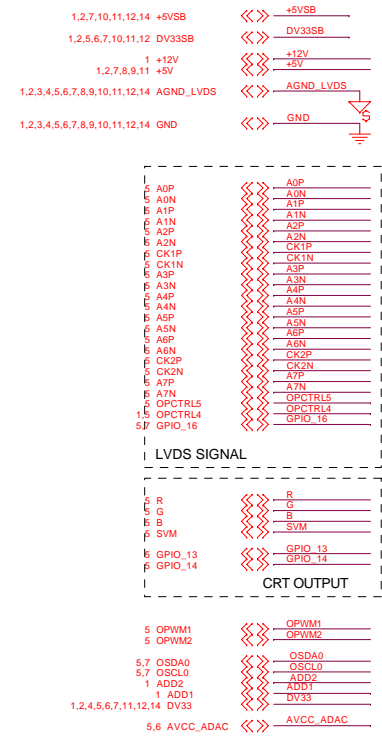 1,2,7,10,11,12,14 +5VSB +5VSB
1,2,5,6,7,10,11,12 DV33SB DV33SB
1 +12V +12V
1,2,7,8,9,11 +5V +5V
1,2,3,4,5,6,7,8,9,10,11,12,14 AGND_LVDS AGND_LVDS
S
1,2,3,4,5,6,7,8,9,10,11,12,14 GND GND
5 A0P A0P
5 A0N A0N
5 A1P A1P
5 A1N A1N
5 A2P A2P
5 A2N A2N
5 CK1P CK1P
5 CK1N CK1N
5 A3P A3P
5 A3N A3N
5 A4P A4P
5 A4N A4N
5 A5P A5P
5 A5N A5N
5 A6P A6P
5 A6N A6N
5 CK2P CK2P
5 CK2N CK2N
5 A7P A7P
5 A7N A7N
5 OPCTRL5 OPCTRL5
1,5 OPCTRL4 OPCTRL4
5,7 GPIO_16 GPIO_16
LVDS SIGNAL
5 R R
5 G G
5 B B
5 SVM SVM
5 GPIO_13 GPIO_13
5 GPIO_14 GPIO_14
CRT OUTPUT
5 OPWM1 OPWM1
5 OPWM2 OPWM2
5,7 OSDA0 OSDA0
5,7 OSCL0 OSCL0
1 ADD2 ADD2
1 ADD1 ADD1
1,2,4,5,6,7,11,12,14 DV33 DV33
5,6 AVCC_ADAC AVCC_ADAC